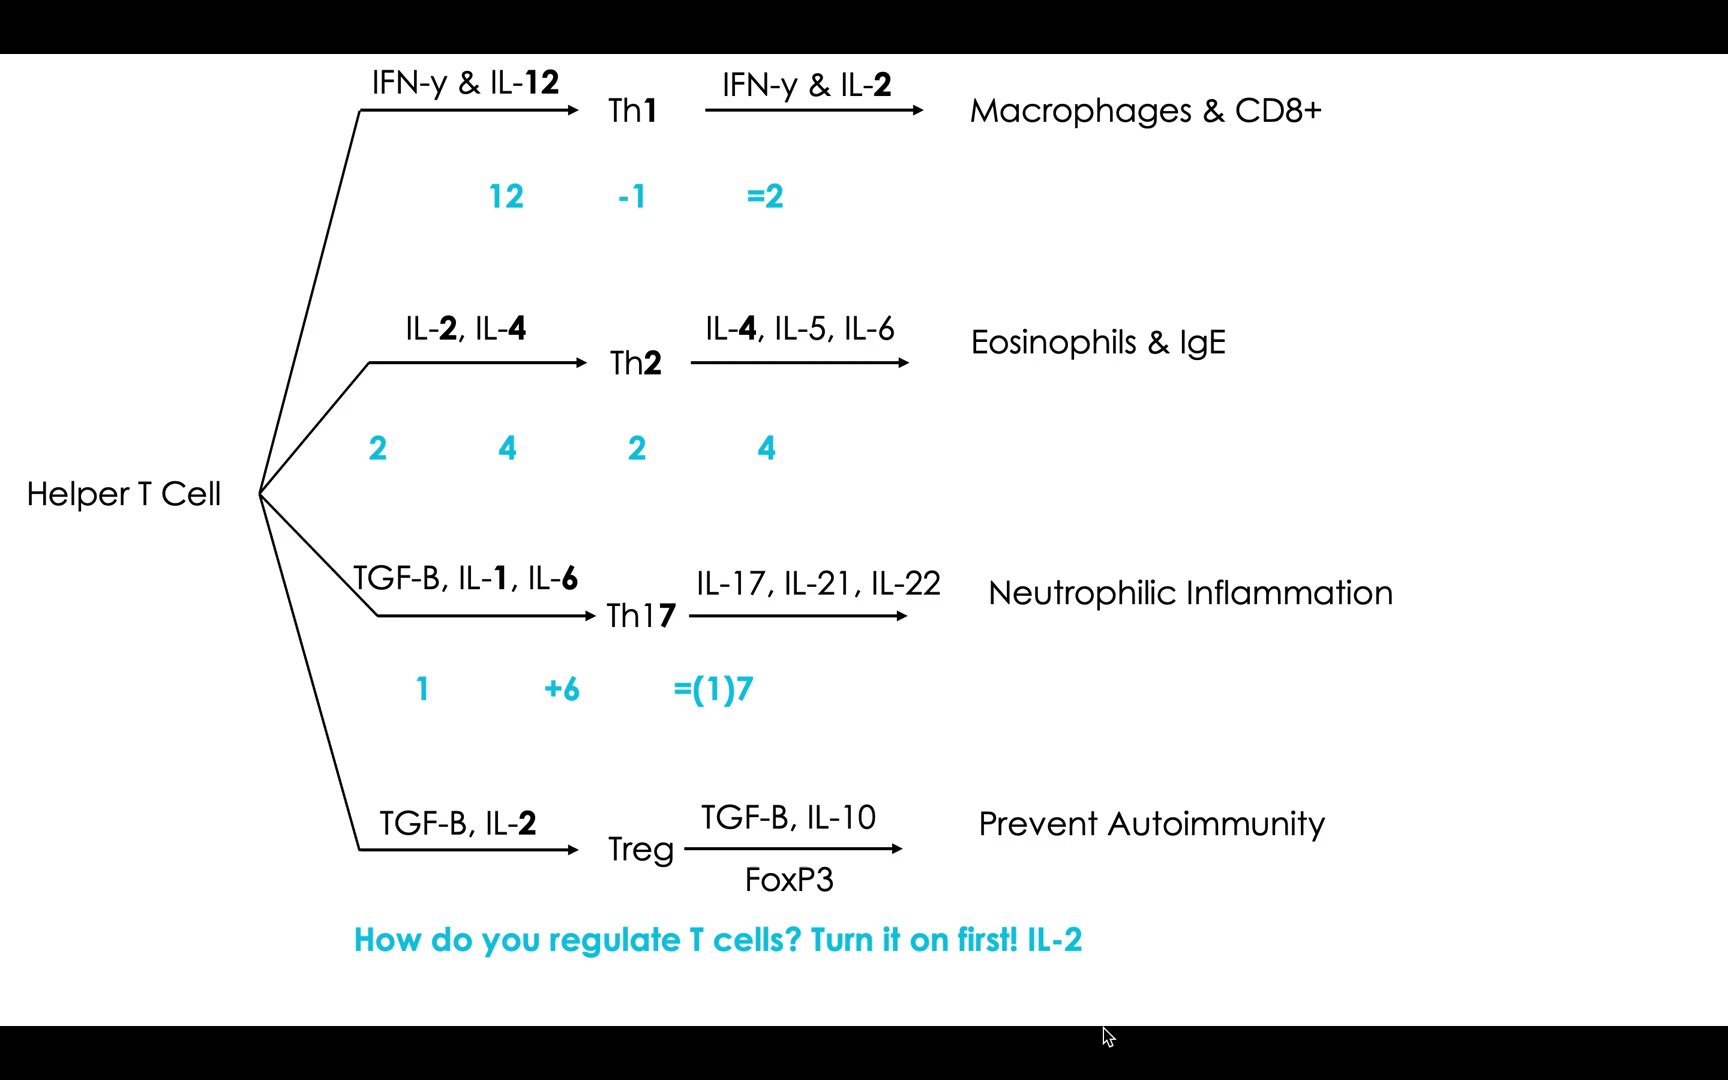 IFN-y & IL-12
Th1
IFN-y & IL-2
Macrophages & CD8+
12 -1 =2
IL-2, IL-4
Th2
IL-4, IL-5, IL-6
Eosinophils & IgE
2 4 2 4
Helper T Cell
TGF-B, IL-1, IL-6
Th17
IL-17, IL-21, IL-22
Neutrophilic Inflammation
1 +6 =(1)7
TGF-B, IL-2
Treg
TGF-B, IL-10
FoxP3
Prevent Autoimmunity
How do you regulate T cells? Turn it on first! IL-2